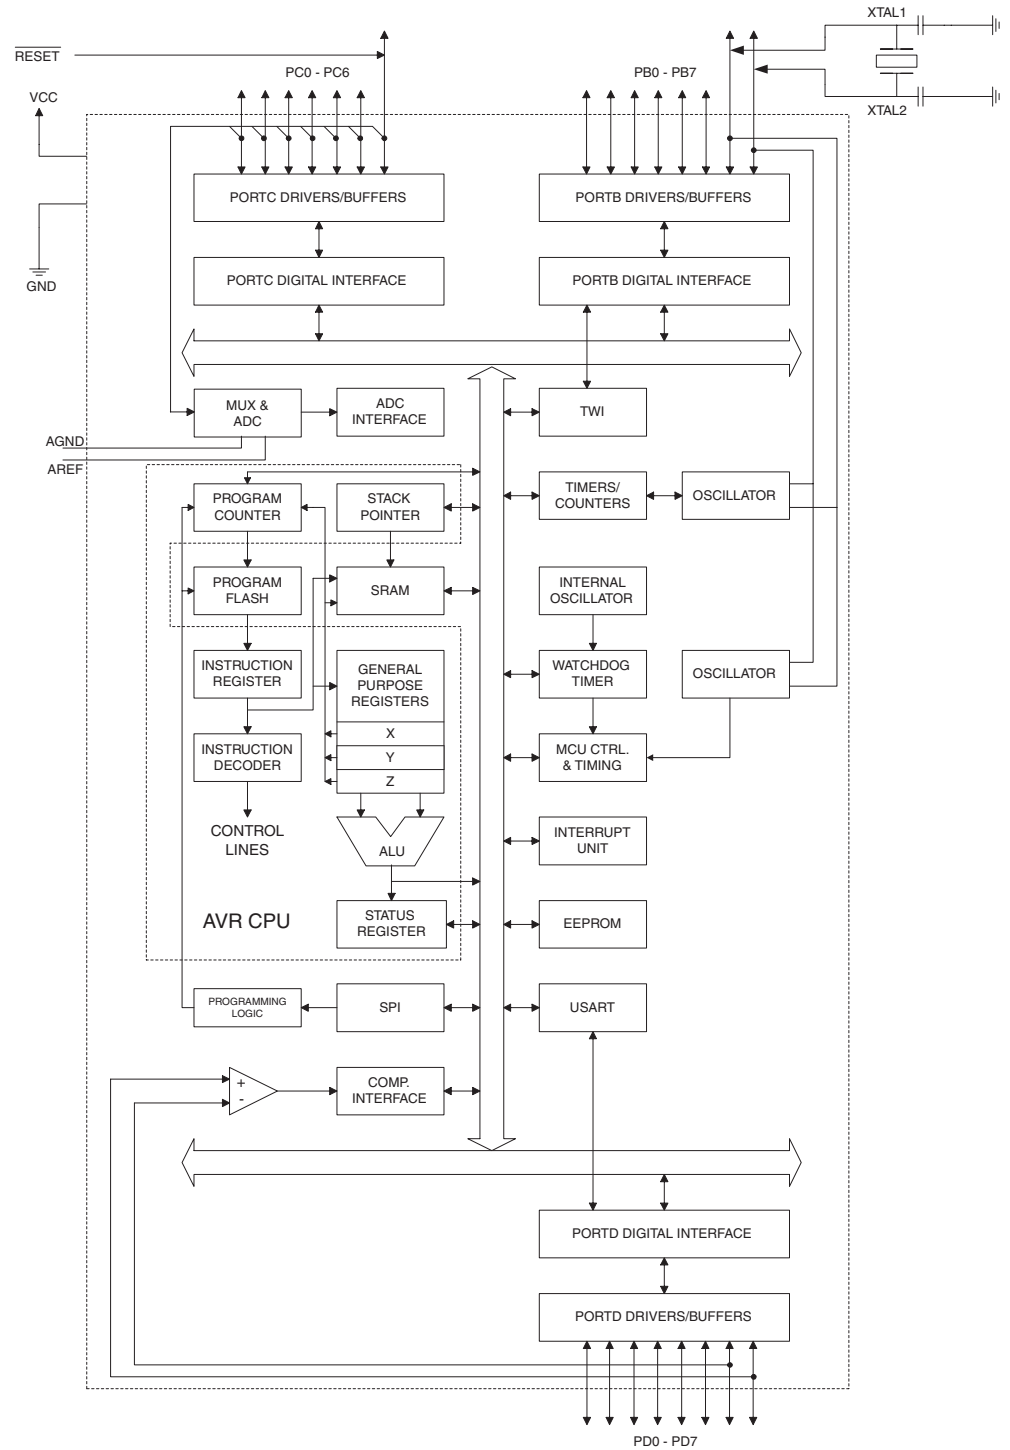 XTAL1
RESET
PC0 - PC6
PB0 - PB7
VCC
XTAL2
PORTC DRIVERS/BUFFERS
PORTB DRIVERS/BUFFERS
GND
PORTC DIGITAL INTERFACE
PORTB DIGITAL INTERFACE
MUX &
ADC
ADC
INTERFACE
TWI
AGND
AREF
PROGRAM
COUNTER
STACK
POINTER
TIMERS/
COUNTERS
OSCILLATOR
PROGRAM
FLASH
SRAM
INTERNAL
OSCILLATOR
INSTRUCTION
REGISTER
GENERAL
PURPOSE
REGISTERS
WATCHDOG
TIMER
OSCILLATOR
X
INSTRUCTION
DECODER
Y
MCU CTRL.
& TIMING
Z
CONTROL
LINES
ALU
INTERRUPT
UNIT
AVR CPU
STATUS
REGISTER
EEPROM
PROGRAMMING
LOGIC
SPI
USART
+
-
COMP.
INTERFACE
PORTD DIGITAL INTERFACE
PORTD DRIVERS/BUFFERS
PD0 - PD7